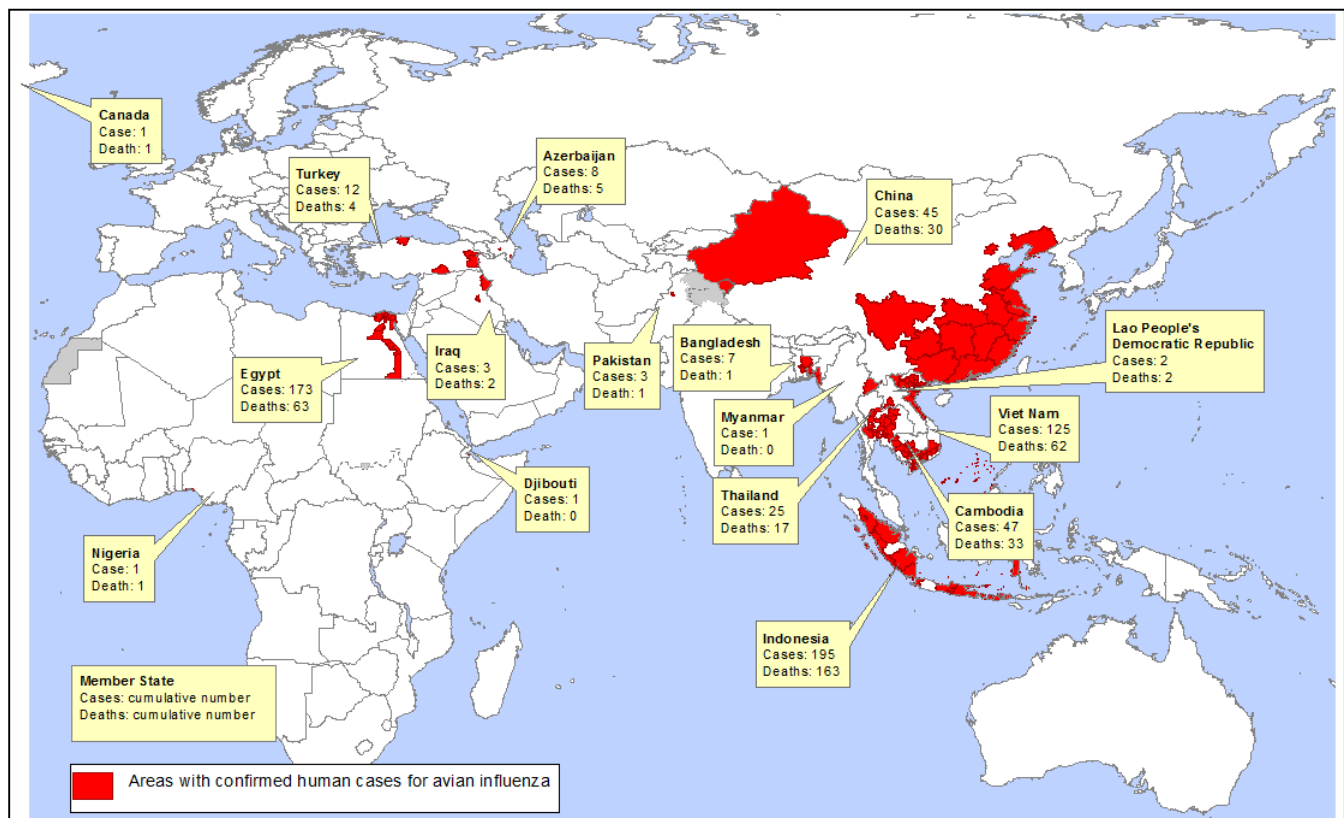 Canada
Case: 1
Death: 1
Turkey
Cases: 12
Deaths: 4
Azerbaijan
Cases: 8
Deaths: 5
China
Cases: 45
Deaths: 30
Egypt
Cases: 173
Deaths: 63
Iraq
Cases: 3
Deaths: 2
Pakistan
Cases: 3
Death: 1
Bangladesh
Cases: 7
Death: 1
Lao People's
Democratic Republic
Cases: 2
Deaths: 2
Myanmar
Case: 1
Death: 0
Viet Nam
Cases: 125
Deaths: 62
Djibouti
Cases: 1
Death: 0
Thailand
Cases: 25
Deaths: 17
Cambodia
Cases: 47
Deaths: 33
Nigeria
Case: 1
Death: 1
Indonesia
Cases: 195
Deaths: 163
Member State
Cases: cumulative number
Deaths: cumulative number
Areas with confirmed human cases for avian influenza